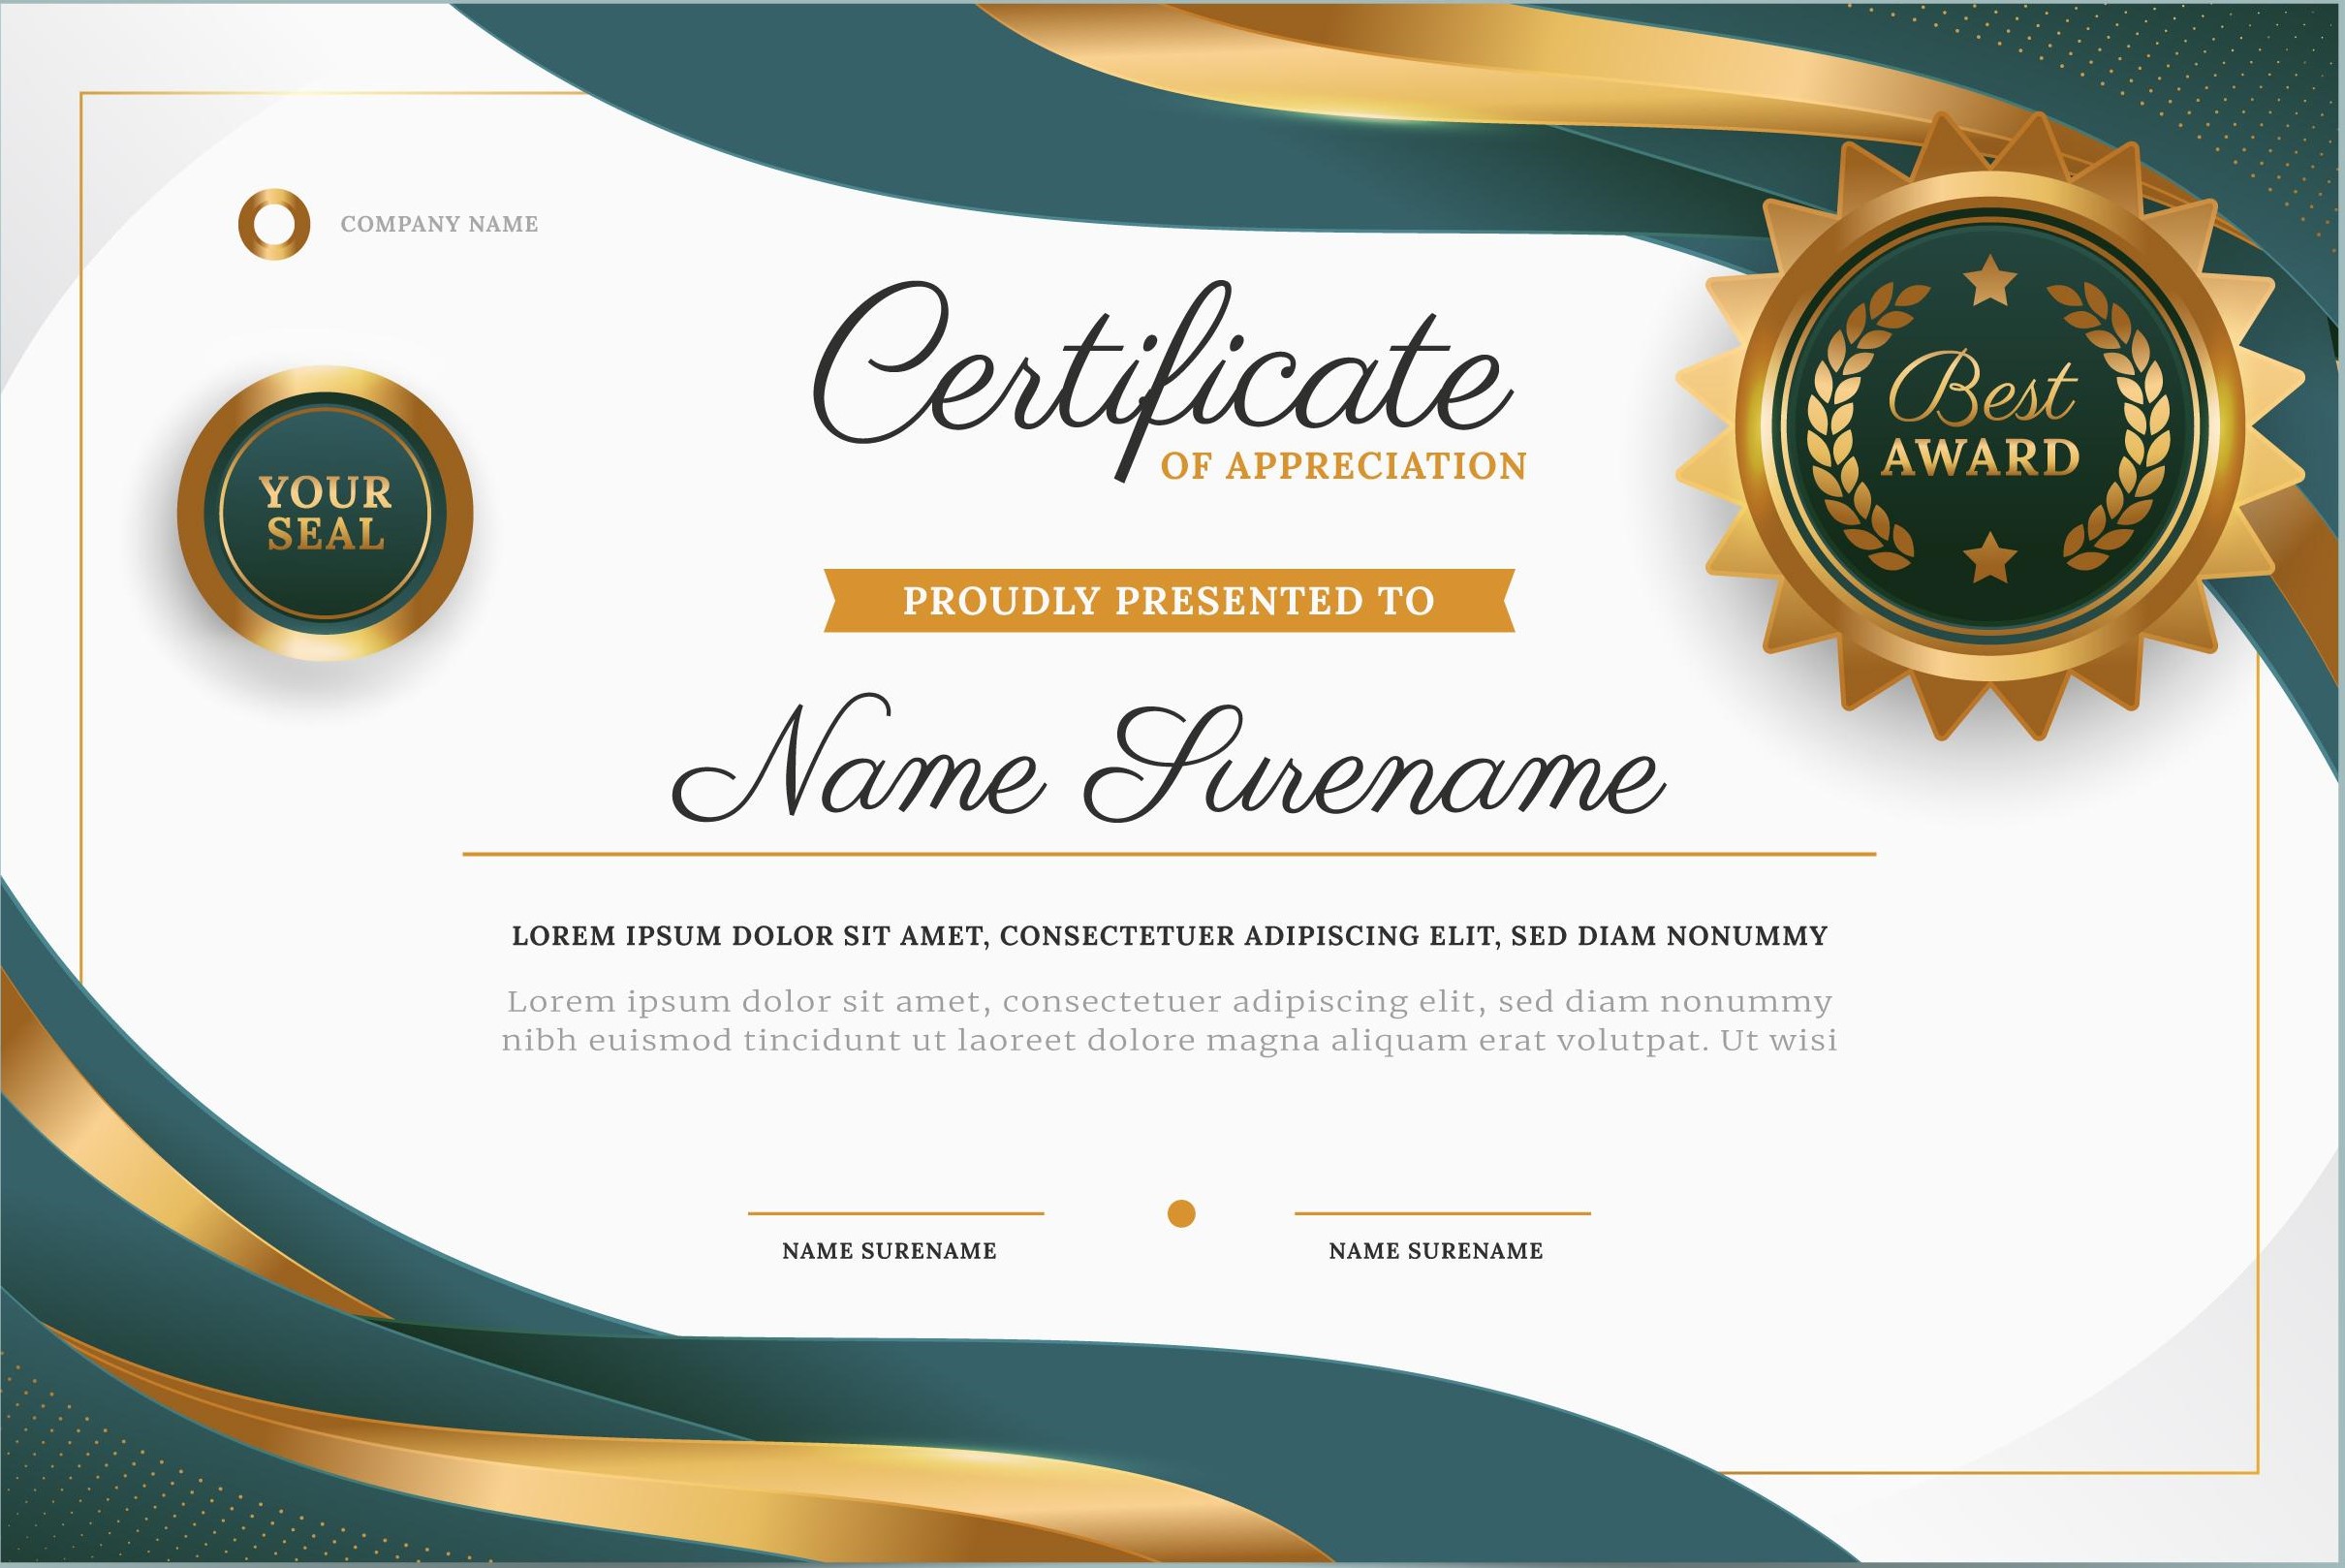 COMPANY NAME
Certificate
OF APPRECIATION
Best
AWARD
YOUR
SEAL
PROUDLY PRESENTED TO
Name Surename
LOREM IPSUM DOLOR SIT AMET, CONSECTETUER ADIPISCING ELIT, SED DIAM NONUMMY
Lorem ipsum dolor sit amet, consectetuer adipiscing elit, sed diam nonummy
nibh euismod tincidunt ut laoreet dolore magna aliquam erat volutpat. Ut wisi
NAME SURENAME
NAME SURENAME